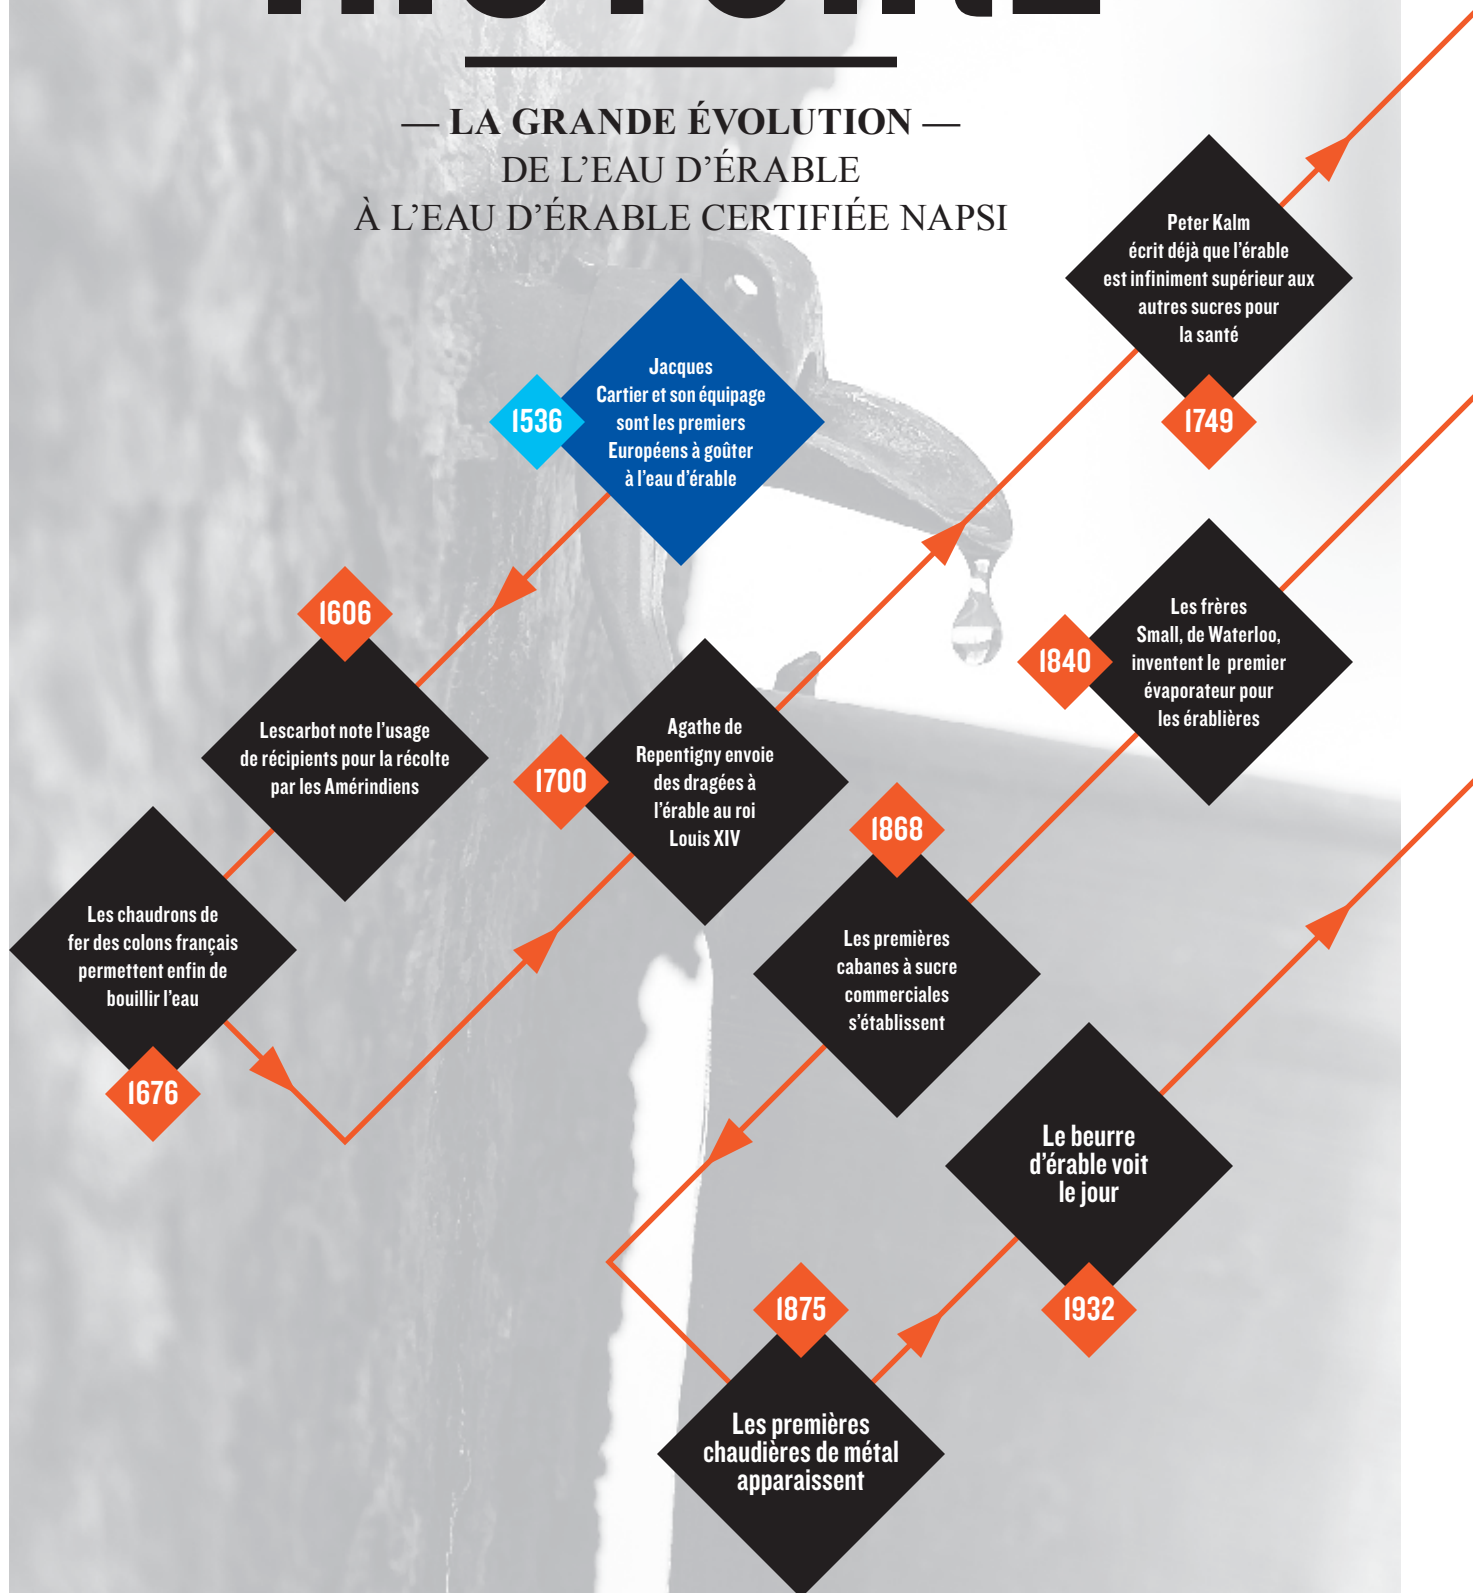 HISTOIRE
— LA GRANDE ÉVOLUTION —
DE L’EAU D’ÉRABLE
À L’EAU D’ÉRABLE CERTIFIÉE NAPSI
1536
Jacques
Cartier et son équipage
sont les premiers
Européens à goûter
à l’eau d’érable
1606
Lescarbot note l’usage
de récipients pour la récolte
par les Amérindiens
Les chaudrons de
fer des colons français
permettent enfin de
bouillir l’eau
1676
1700
Agathe de
Repentigny envoie
des dragées à
l’érable au roi
Louis XIV
Peter Kalm
écrit déjà que l’érable
est infiniment supérieur aux
autres sucres pour
la santé
1749
1840
Les frères
Small, de Waterloo,
inventent le  premier
évaporateur pour
les érablières
1868
Les premières
cabanes à sucre
commerciales
s’établissent
1875
Les premières
chaudières de métal
apparaissent
Le beurre
d’érable voit
le jour
1932